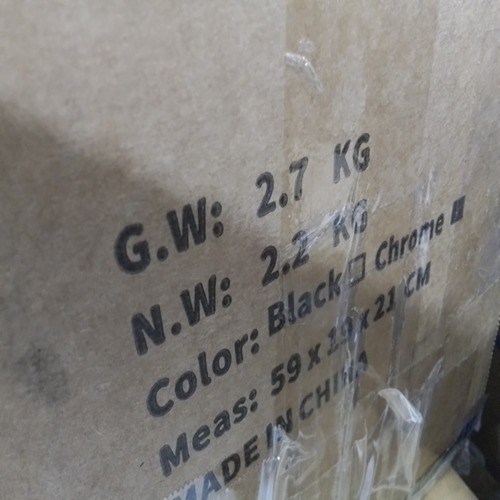 G.W: 2.7 KG
N.W: 2.2 KG
Color: Black □ Chrome ■
Meas: 59 x 19 x 21 CM
MADE IN CHINA